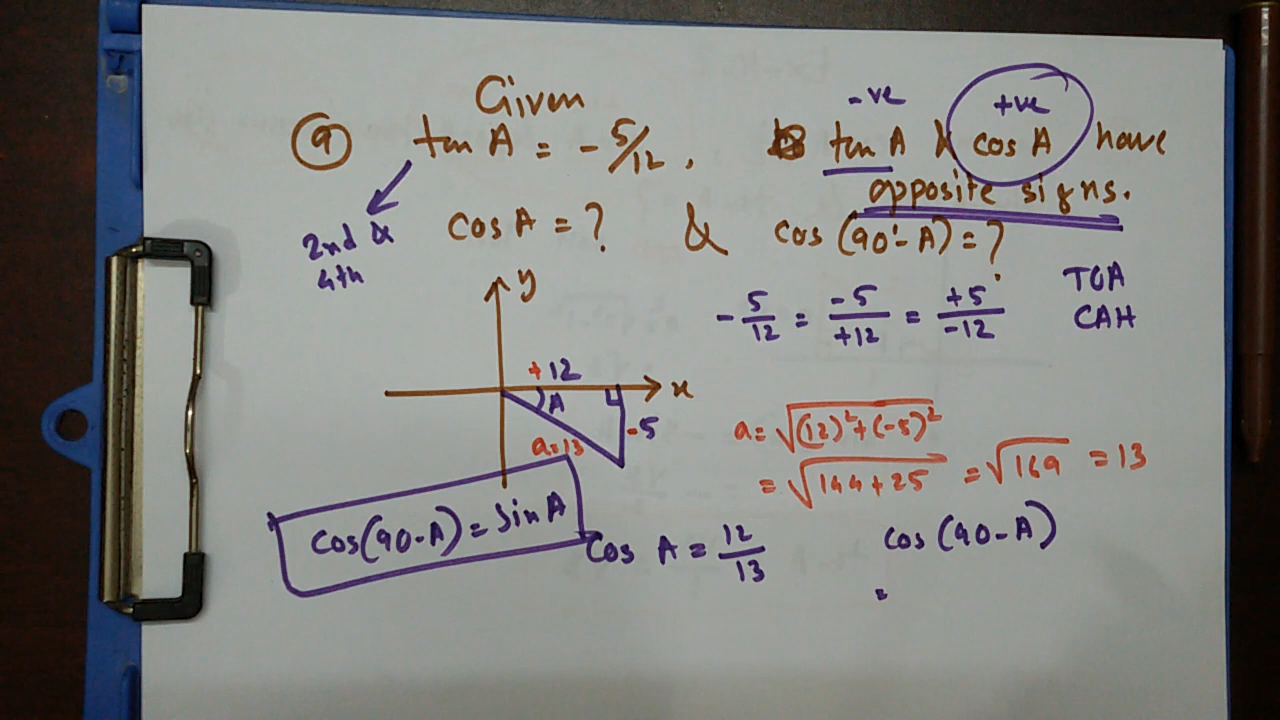 Given
-ve +ve
9 tan A = - 5/12 . tan A & cos A have
opposite signs.
2nd &
4th
cos A = ? & cos (90°- A) = ?
TOA
CAH
- 5/12 = -5/+12 = +5/-12
y
+12
x
A
-5
a=13
a = √(12)²+(-5)²
= √144+25 = √169 = 13
cos(90-A) = sin A
cos A = 12/13
cos (90-A)
=